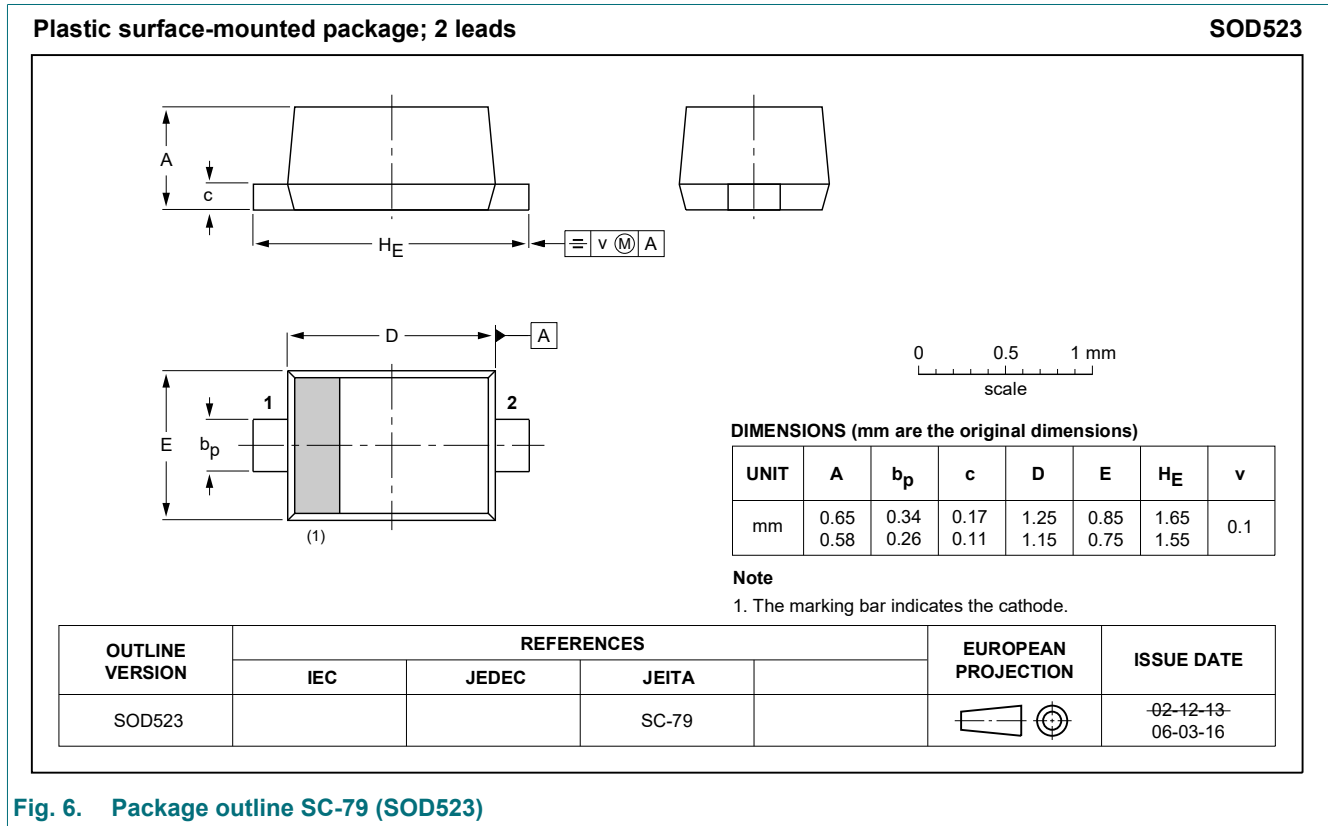 Plastic surface-mounted package; 2 leads SOD523
A
c
HE
v M A
D
A
1
2
E
bp
(1)
0 0.5 1 mm
scale
DIMENSIONS (mm are the original dimensions)
UNIT A bp c D E HE v
mm 0.65 0.34 0.17 1.25 0.85 1.65 0.1
0.58 0.26 0.11 1.15 0.75 1.55
Note
1. The marking bar indicates the cathode.
OUTLINE VERSION REFERENCES EUROPEAN PROJECTION ISSUE DATE
IEC JEDEC JEITA
SOD523 SC-79 02-12-13
06-03-16
Fig. 6. Package outline SC-79 (SOD523)